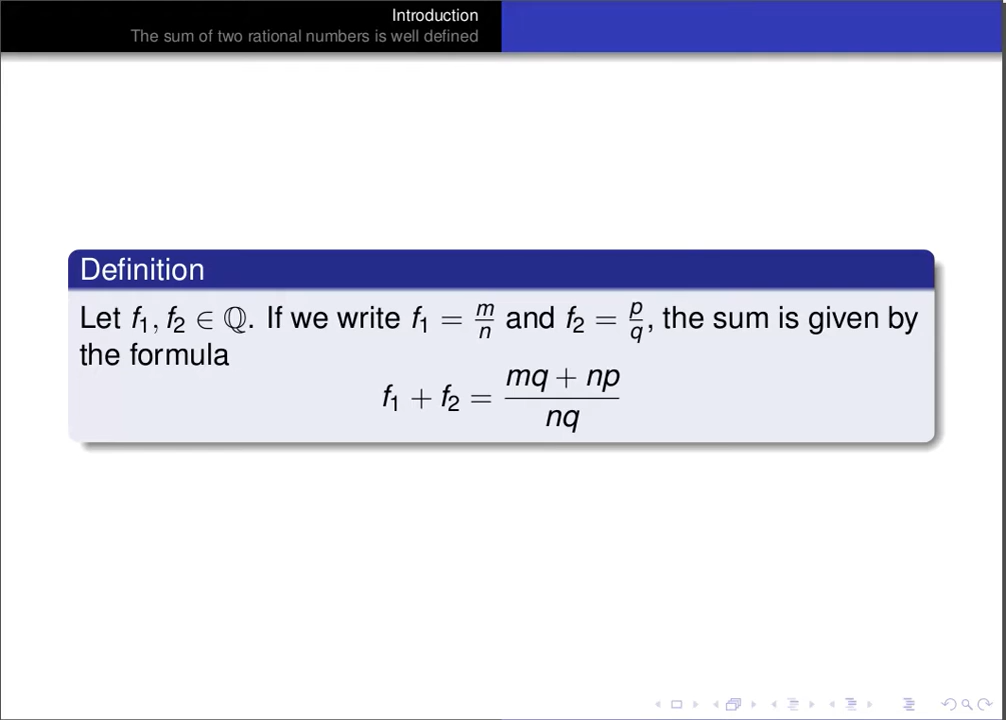 Introduction
The sum of two rational numbers is well defined
Definition
Let f₁, f₂ ∈ ℚ. If we write f₁ = m/n and f₂ = p/q, the sum is given by
the formula
f₁ + f₂ = (mq + np)/nq